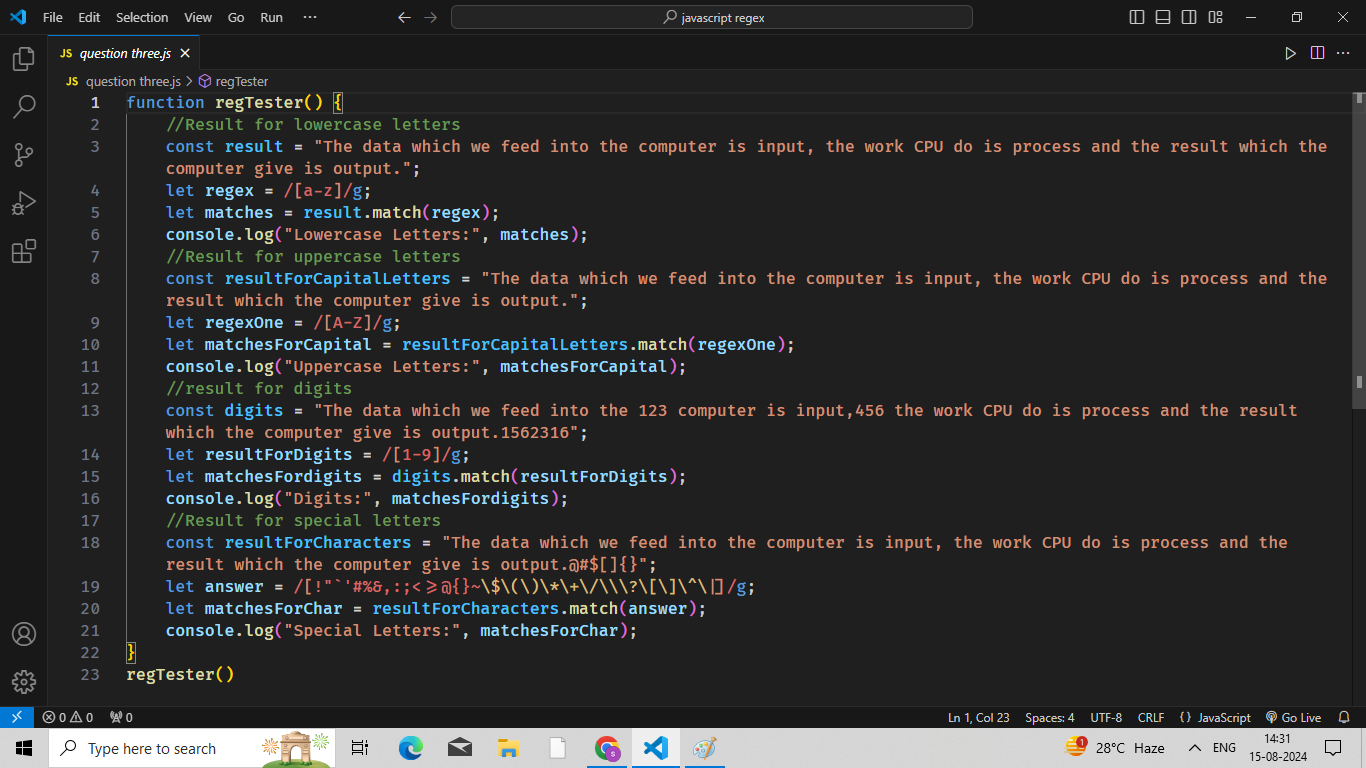 File Edit Selection View Go Run ··· javascript regex
JS question three.js
JS question three.js > regTester
1 function regTester() {
2 //Result for lowercase letters
3 const result = "The data which we feed into the computer is input, the work CPU do is process and the result which the
computer give is output.";
4 let regex = /[a-z]/g;
5 let matches = result.match(regex);
6 console.log("Lowercase Letters:", matches);
7 //Result for uppercase letters
8 const resultForCapitalLetters = "The data which we feed into the computer is input, the work CPU do is process and the
result which the computer give is output.";
9 let regexOne = /[A-Z]/g;
10 let matchesForCapital = resultForCapitalLetters.match(regexOne);
11 console.log("Uppercase Letters:", matchesForCapital);
12 //result for digits
13 const digits = "The data which we feed into the 123 computer is input,456 the work CPU do is process and the result
which the computer give is output.1562316";
14 let resultForDigits = /[1-9]/g;
15 let matchesFordigits = digits.match(resultForDigits);
16 console.log("Digits:", matchesFordigits);
17 //Result for special letters
18 const resultForCharacters = "The data which we feed into the computer is input, the work CPU do is process and the
result which the computer give is output.@#$[]{}";
19 let answer = /[!"`'#%&,:;<>=@{}~\$\(\)\*\+\/\\\?\[\]\^\|]/g;
20 let matchesForChar = resultForCharacters.match(answer);
21 console.log("Special Letters:", matchesForChar);
22 }
23 regTester()
0 0 0 Ln 1, Col 23 Spaces: 4 UTF-8 CRLF {} JavaScript Go Live
Type here to search 1 28°C Haze ENG 14:31
15-08-2024